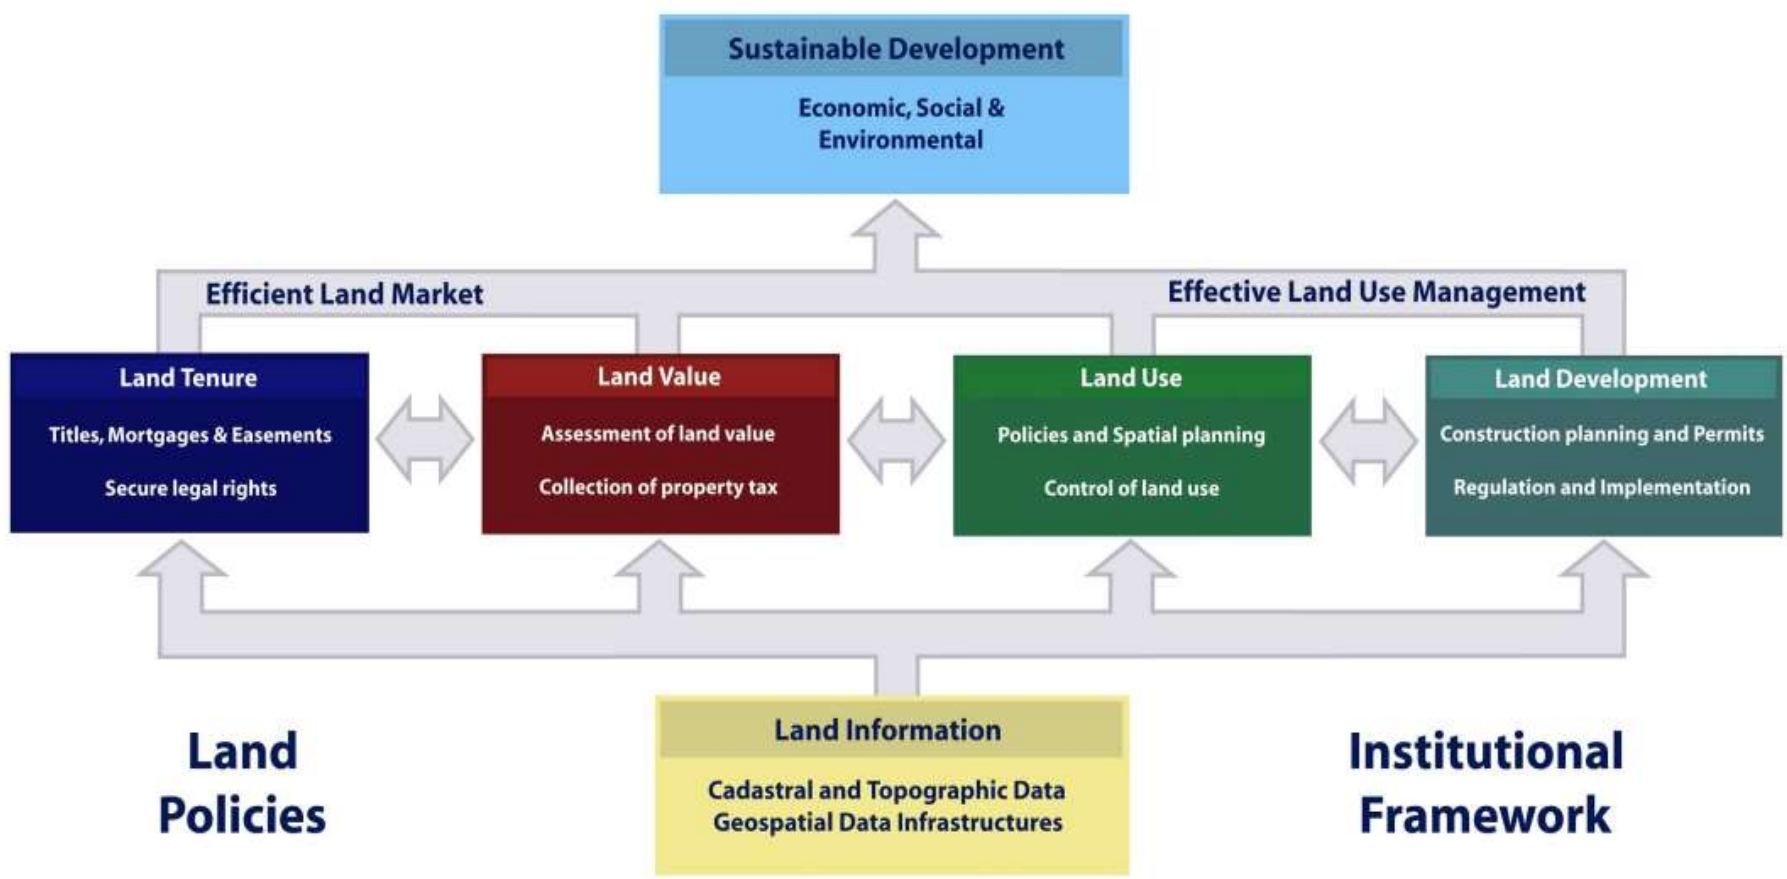 Sustainable Development
Economic, Social &
Environmental
Efficient Land Market
Effective Land Use Management
Land Tenure
Titles, Mortgages & Easements
Secure legal rights
Land Value
Assessment of land value
Collection of property tax
Land Use
Policies and Spatial planning
Control of land use
Land Development
Construction planning and Permits
Regulation and Implementation
Land
Policies
Land Information
Cadastral and Topographic Data
Geospatial Data Infrastructures
Institutional
Framework